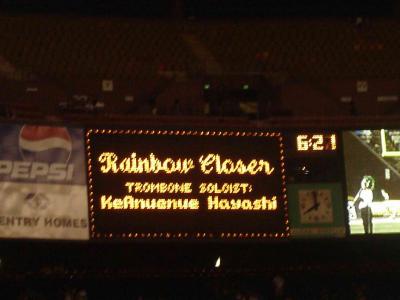 Rainbow Closer
TROMBONE SOLOIST:
KeAnuenue Hayashi
6:21
PEPSI
ENTRY HOMES